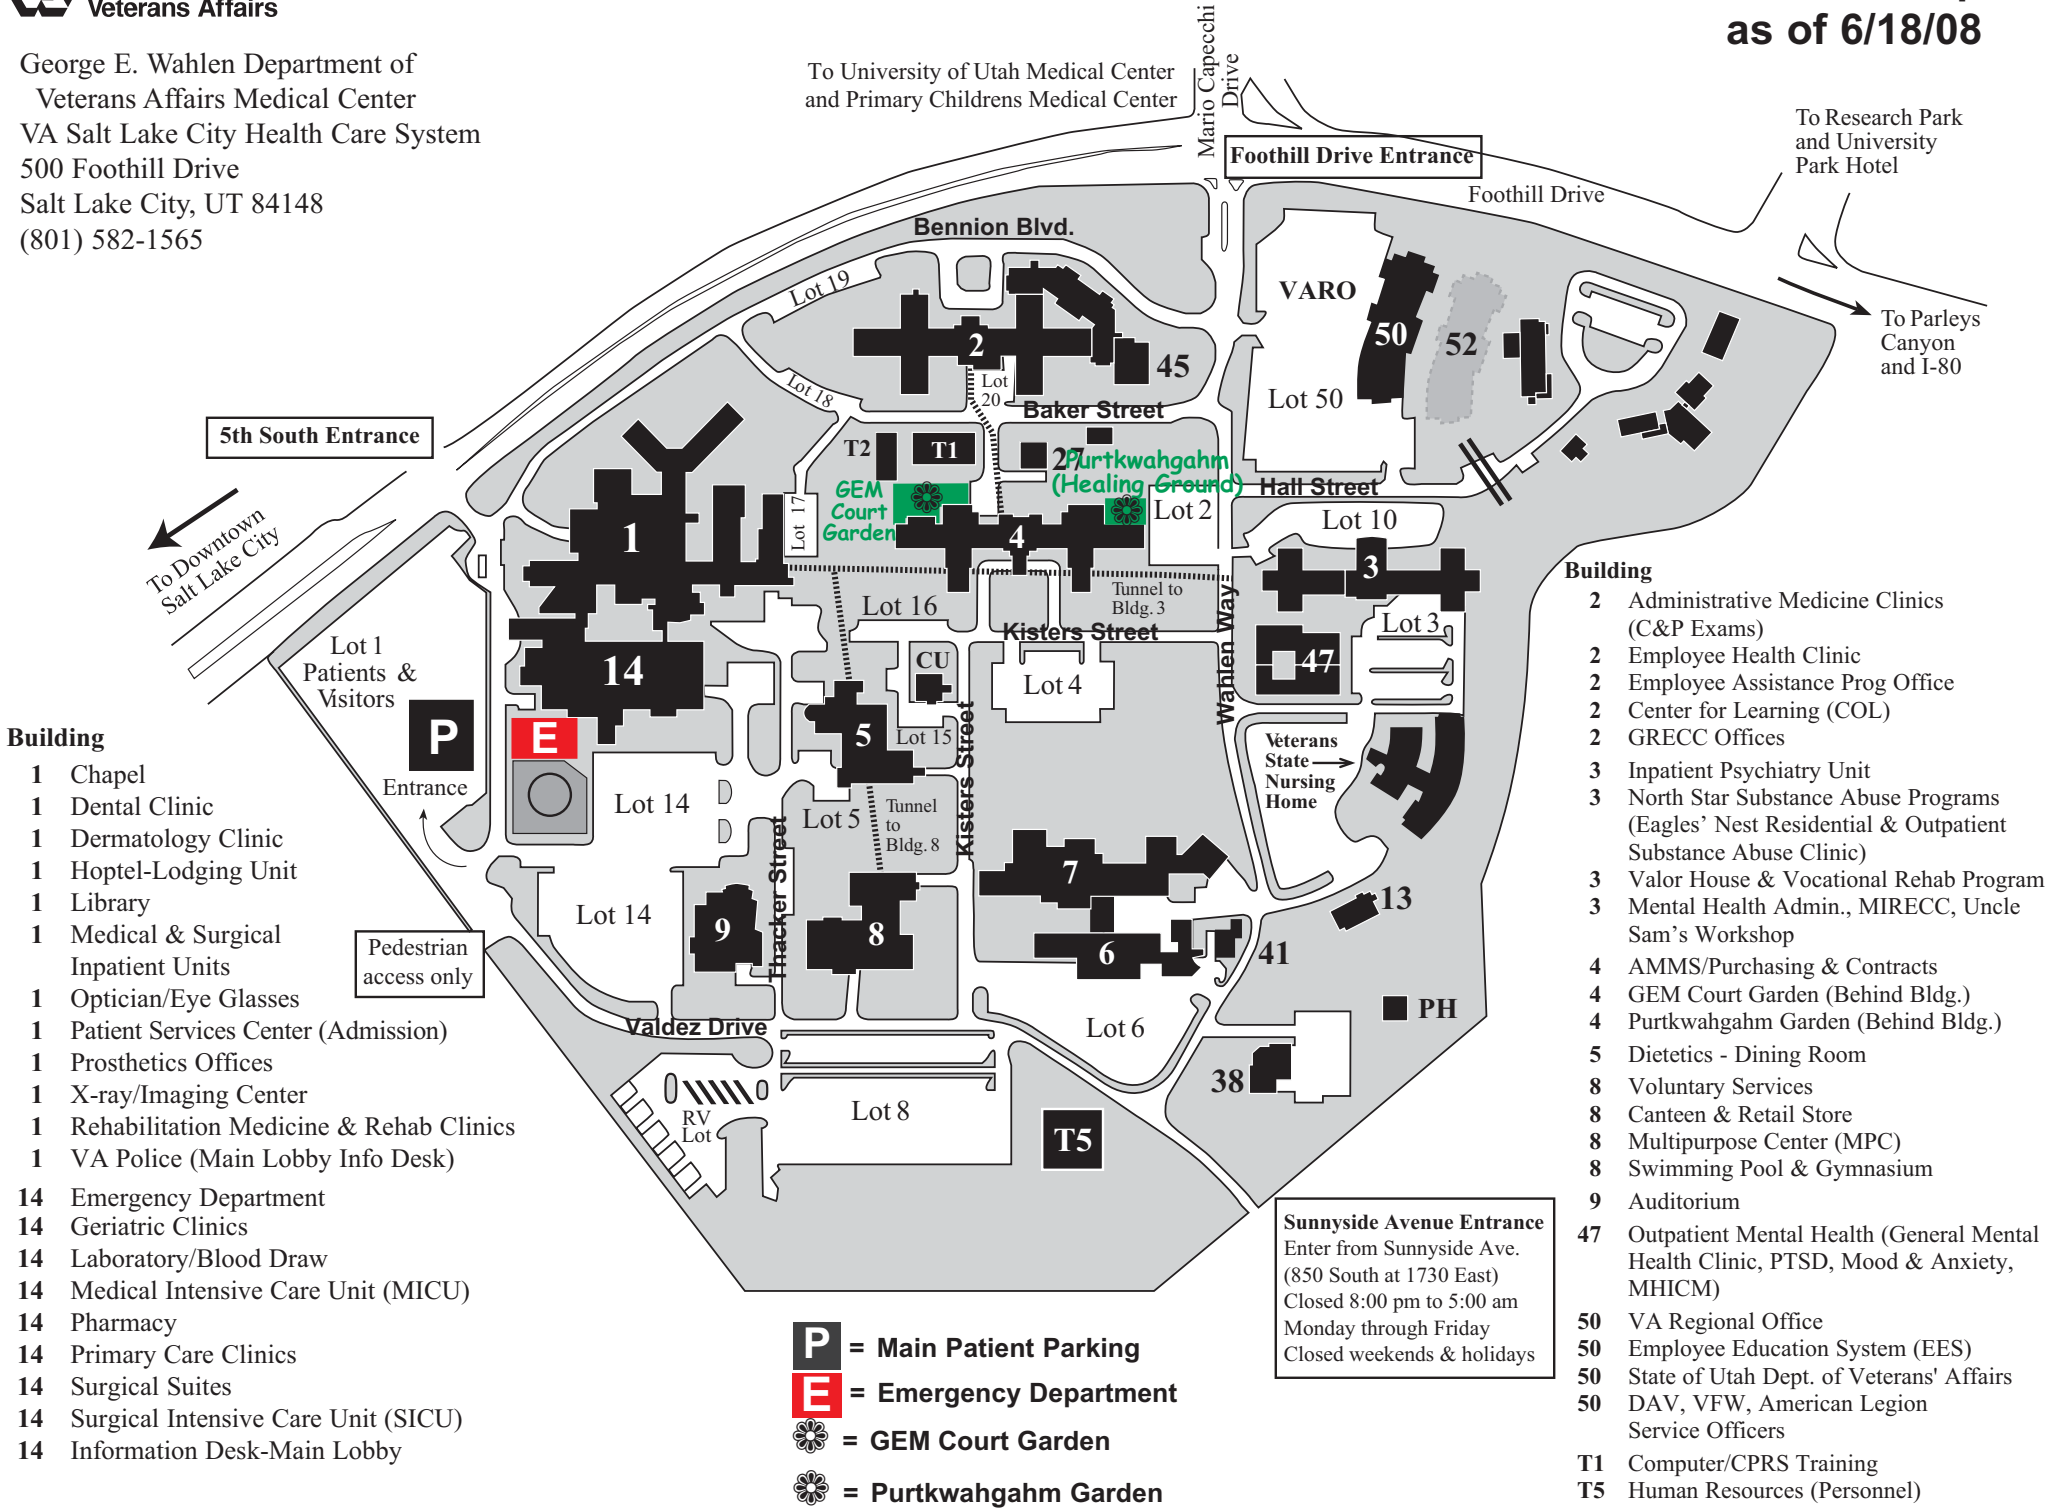 Veterans Affairs
as of 6/18/08
George E. Wahlen Department of
Veterans Affairs Medical Center
VA Salt Lake City Health Care System
500 Foothill Drive
Salt Lake City, UT 84148
(801) 582-1565
To University of Utah Medical Center
and Primary Childrens Medical Center
Mario Capecchi
Drive
Foothill Drive Entrance
To Research Park
and University
Park Hotel
Foothill Drive
Bennion Blvd.
Lot 19
VARO
50
52
To Parleys
Canyon
and I-80
2
45
Lot
20
Lot 18
Lot 50
Baker Street
5th South Entrance
T2
T1
27
Purtkwahgahm
(Healing Ground)
Hall Street
GEM
Court
Garden
Lot 17
Lot 2
Lot 10
1
4
3
To Downtown
Salt Lake City
Tunnel to
Bldg. 3
Lot 16
Kisters Street
Wahlen Way
Lot 3
Lot 1
Patients &
Visitors
P
Entrance
14
E
CU
Lot 4
47
5
Lot 15
Kisters Street
Veterans
State
Nursing
Home
Lot 14
Lot 5
Tunnel
to
Bldg. 8
Thacker Street
7
13
Lot 14
9
8
6
41
Pedestrian
access only
PH
Valdez Drive
Lot 6
38
RV
Lot
Lot 8
T5
Building
1 Chapel
1 Dental Clinic
1 Dermatology Clinic
1 Hoptel-Lodging Unit
1 Library
1 Medical & Surgical
Inpatient Units
1 Optician/Eye Glasses
1 Patient Services Center (Admission)
1 Prosthetics Offices
1 X-ray/Imaging Center
1 Rehabilitation Medicine & Rehab Clinics
1 VA Police (Main Lobby Info Desk)
14 Emergency Department
14 Geriatric Clinics
14 Laboratory/Blood Draw
14 Medical Intensive Care Unit (MICU)
14 Pharmacy
14 Primary Care Clinics
14 Surgical Suites
14 Surgical Intensive Care Unit (SICU)
14 Information Desk-Main Lobby
Building
2 Administrative Medicine Clinics
(C&P Exams)
2 Employee Health Clinic
2 Employee Assistance Prog Office
2 Center for Learning (COL)
2 GRECC Offices
3 Inpatient Psychiatry Unit
3 North Star Substance Abuse Programs
(Eagles’ Nest Residential & Outpatient
Substance Abuse Clinic)
3 Valor House & Vocational Rehab Program
3 Mental Health Admin., MIRECC, Uncle
Sam’s Workshop
4 AMMS/Purchasing & Contracts
4 GEM Court Garden (Behind Bldg.)
4 Purtkwahgahm Garden (Behind Bldg.)
5 Dietetics - Dining Room
8 Voluntary Services
8 Canteen & Retail Store
8 Multipurpose Center (MPC)
8 Swimming Pool & Gymnasium
9 Auditorium
47 Outpatient Mental Health (General Mental
Health Clinic, PTSD, Mood & Anxiety,
MHICM)
50 VA Regional Office
50 Employee Education System (EES)
50 State of Utah Dept. of Veterans' Affairs
50 DAV, VFW, American Legion
Service Officers
T1 Computer/CPRS Training
T5 Human Resources (Personnel)
Sunnyside Avenue Entrance
Enter from Sunnyside Ave.
(850 South at 1730 East)
Closed 8:00 pm to 5:00 am
Monday through Friday
Closed weekends & holidays
P = Main Patient Parking
E = Emergency Department
= GEM Court Garden
= Purtkwahgahm Garden